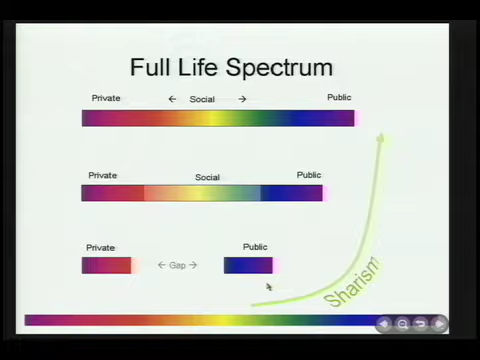 Full Life Spectrum
Private ← Social → Public
Private Social Public
Private ← Gap → Public
Sharism